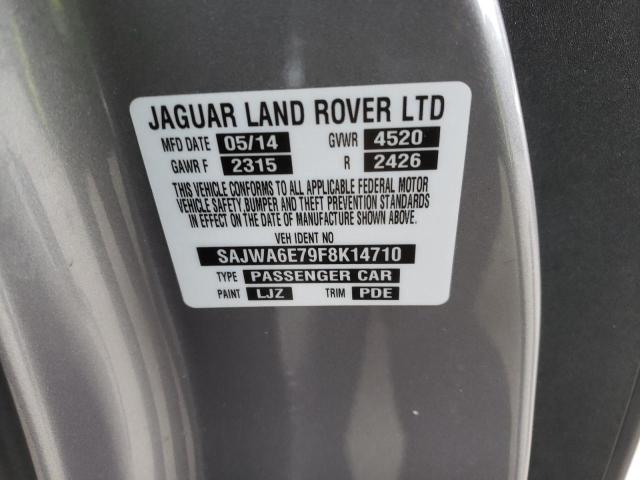 JAGUAR LAND ROVER LTD
MFD DATE 05/14 GVWR 4520
GAWR F 2315 R 2426
THIS VEHICLE CONFORMS TO ALL APPLICABLE FEDERAL MOTOR
VEHICLE SAFETY, BUMPER AND THEFT PREVENTION STANDARDS
IN EFFECT ON THE DATE OF MANUFACTURE SHOWN ABOVE.
VEH IDENT NO
SAJWA6E79F8K14710
TYPE PASSENGER CAR
PAINT LJZ TRIM PDE